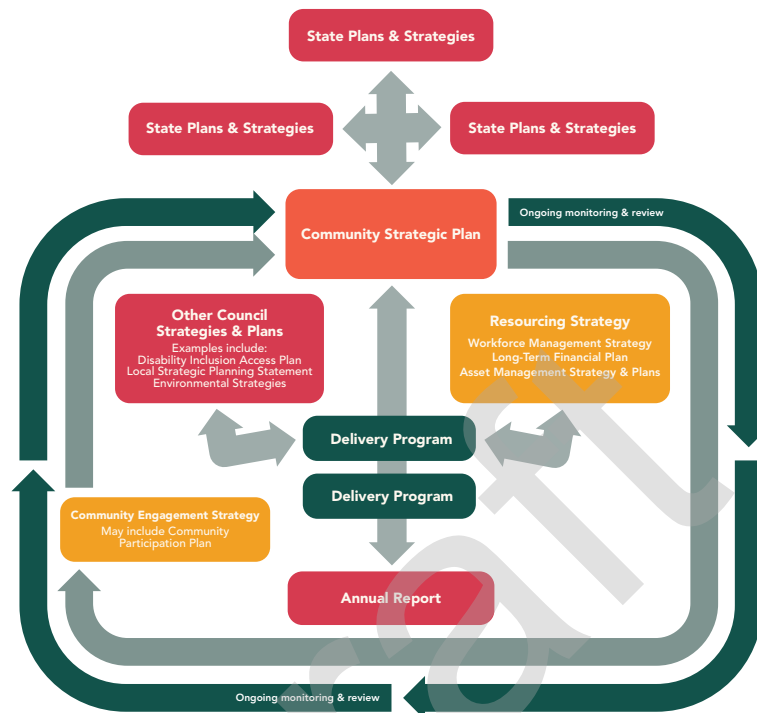 State Plans & Strategies
State Plans & Strategies
State Plans & Strategies
Community Strategic Plan
Ongoing monitoring & review
Other Council
Strategies & Plans
Examples include:
Disability Inclusion Access Plan
Local Strategic Planning Statement
Environmental Strategies
Resourcing Strategy
Workforce Management Strategy
Long-Term Financial Plan
Asset Management Strategy & Plans
Delivery Program
Delivery Program
Community Engagement Strategy
May include Community
Participation Plan
Annual Report
Ongoing monitoring & review
raft